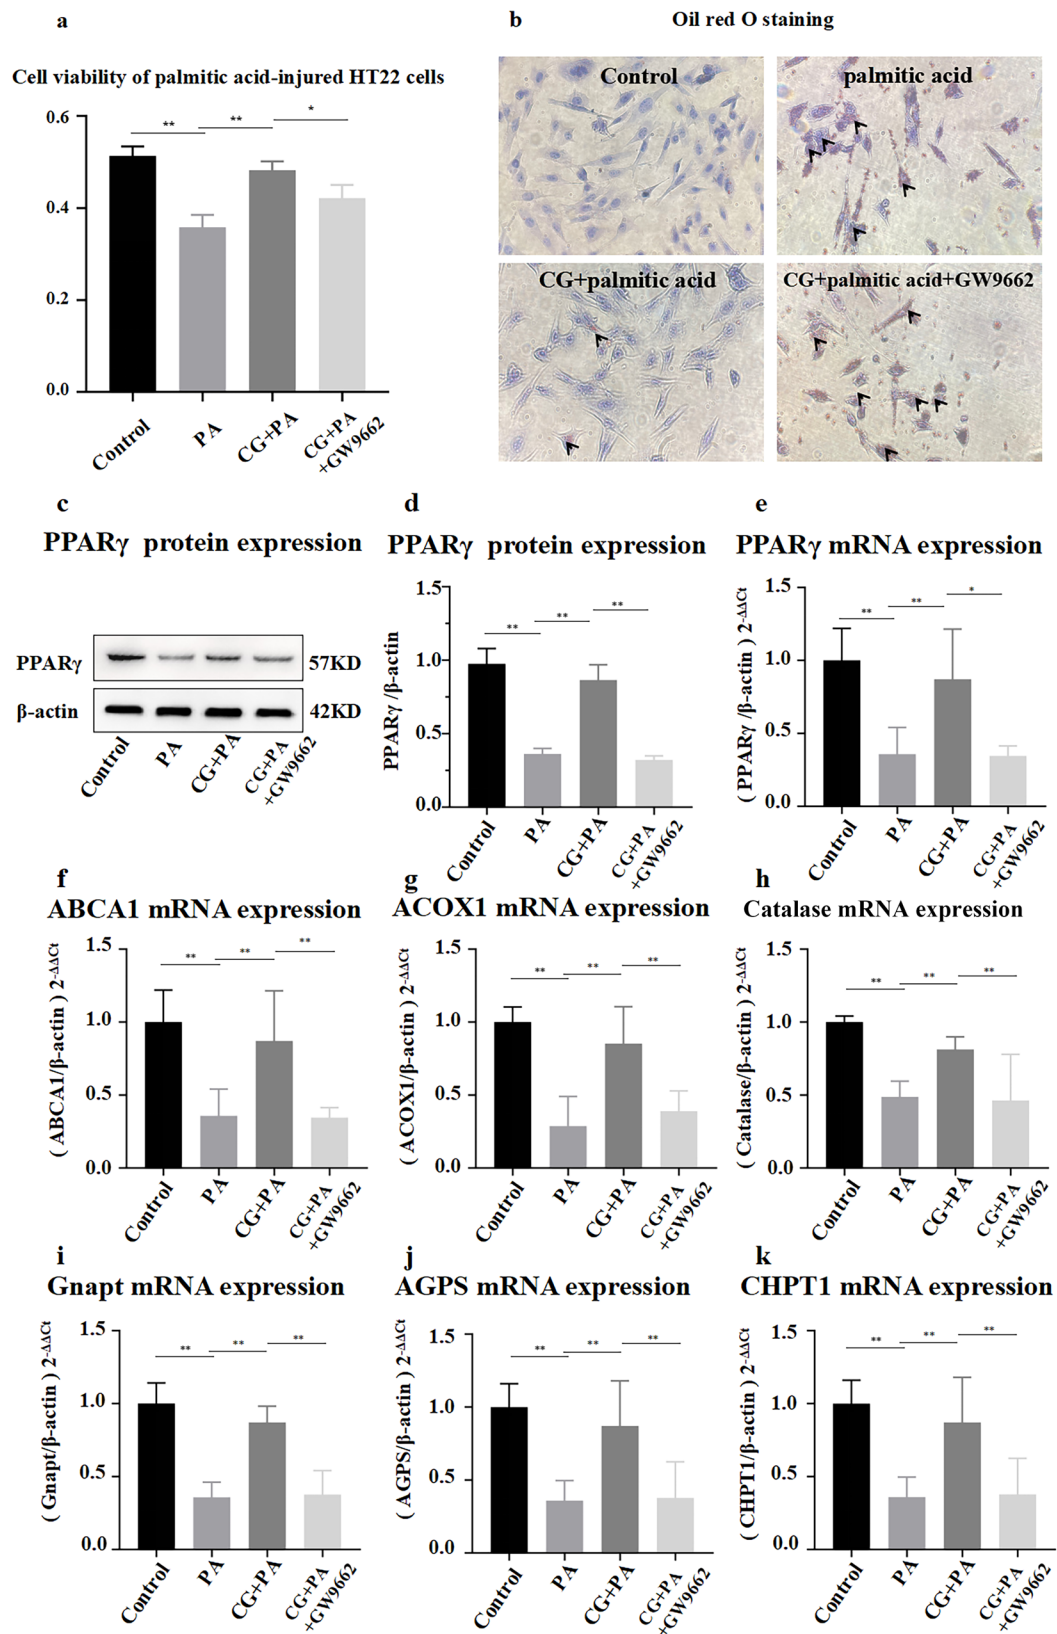 a
Cell viability of palmitic acid-injured HT22 cells
0.6
0.4
0.2
0.0
** ** *
Control PA CG+PA CG+PA
+GW9662
b
Oil red O staining
Control
palmitic acid
CG+palmitic acid
CG+palmitic acid+GW9662
c
PPARγ protein expression
PPARγ 57KD
β-actin 42KD
Control PA CG+PA CG+PA
+GW9662
d
PPARγ protein expression
PPARγ /β-actin
1.5
1.0
0.5
0.0
** ** **
Control PA CG+PA CG+PA
+GW9662
e
PPARγ mRNA expression
( PPARγ /β-actin ) 2-ΔΔCt
1.5
1.0
0.5
0.0
** ** *
Control PA CG+PA CG+PA
+GW9662
f
ABCA1 mRNA expression
( ABCA1/β-actin ) 2-ΔΔCt
1.5
1.0
0.5
0.0
** ** **
Control PA CG+PA CG+PA
+GW9662
g
ACOX1 mRNA expression
( ACOX1/β-actin ) 2-ΔΔCt
1.5
1.0
0.5
0.0
** ** **
Control PA CG+PA CG+PA
+GW9662
h
Catalase mRNA expression
( Catalase/β-actin ) 2-ΔΔCt
1.5
1.0
0.5
0.0
** ** **
Control PA CG+PA CG+PA
+GW9662
i
Gnapt mRNA expression
( Gnapt/β-actin ) 2-ΔΔCt
1.5
1.0
0.5
0.0
** ** **
Control PA CG+PA CG+PA
+GW9662
j
AGPS mRNA expression
( AGPS/β-actin ) 2-ΔΔCt
1.5
1.0
0.5
0.0
** ** **
Control PA CG+PA CG+PA
+GW9662
k
CHPT1 mRNA expression
( CHPT1/β-actin ) 2-ΔΔCt
1.5
1.0
0.5
0.0
** ** **
Control PA CG+PA CG+PA
+GW9662